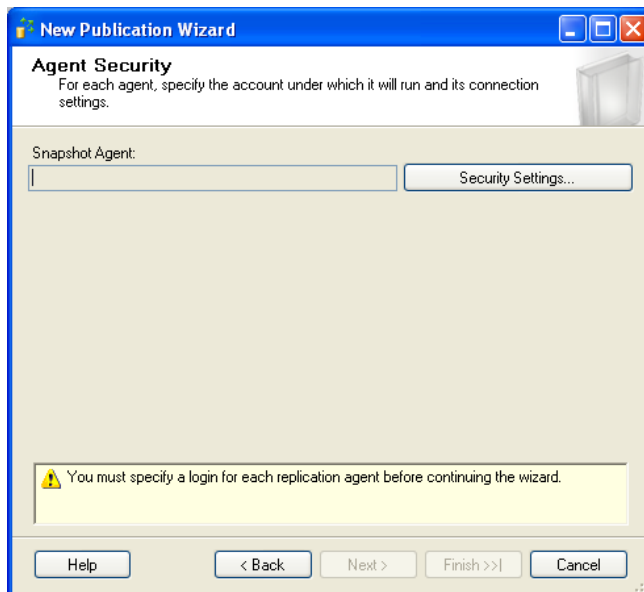 New Publication Wizard
Agent Security
For each agent, specify the account under which it will run and its connection
settings.
Snapshot Agent:
Security Settings...
You must specify a login for each replication agent before continuing the wizard.
Help
< Back
Next >
Finish >>|
Cancel